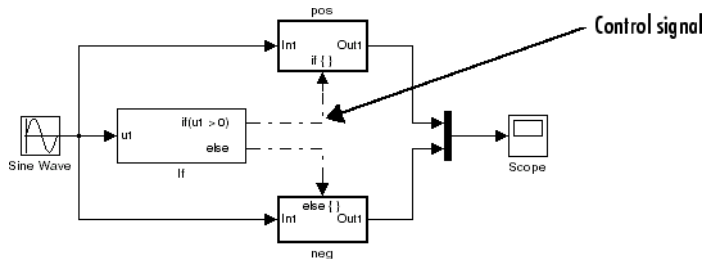 pos
Control signal
In1
Out1
if { }
if(u1 > 0)
u1
else
Sine Wave
If
Scope
else { }
In1
Out1
neg